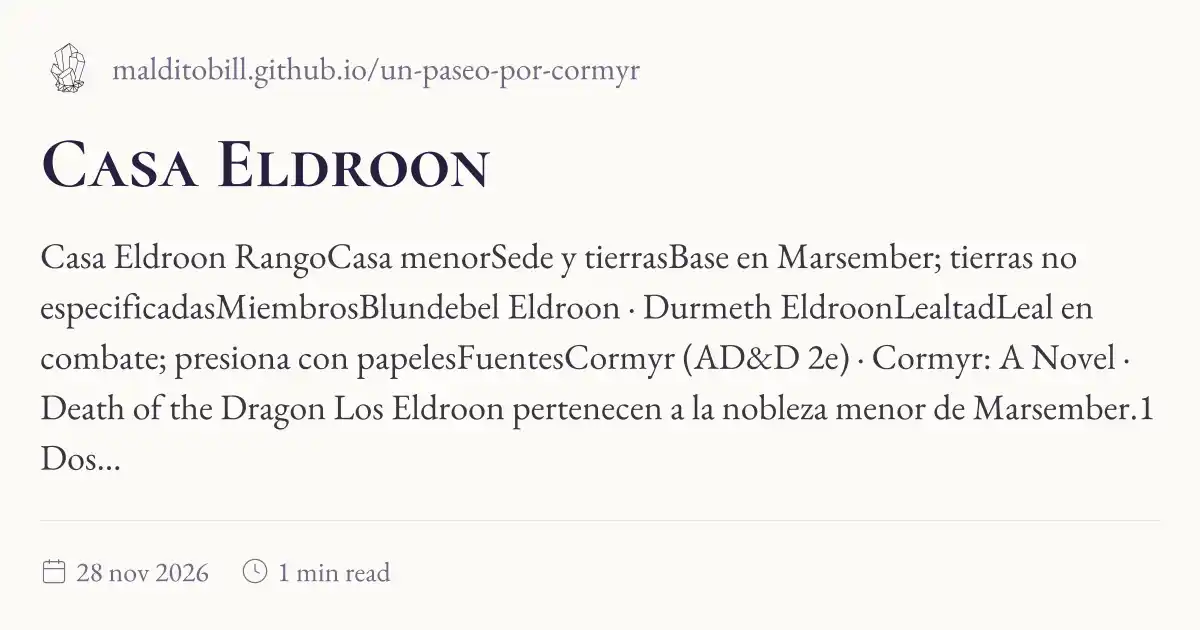 malditobill.github.io/un-paseo-por-cormyr
Casa Eldroon
Casa Eldroon RangoCasa menorSede y tierrasBase en Marsember; tierras no
especificadasMiembrosBlundebel Eldroon · Durmeth EldroonLealtadLeal en
combate; presiona con papelesFuentesCormyr (AD&D 2e) · Cormyr: A Novel ·
Death of the Dragon Los Eldroon pertenecen a la nobleza menor de Marsember.1
Dos...
28 nov 2026 1 min read